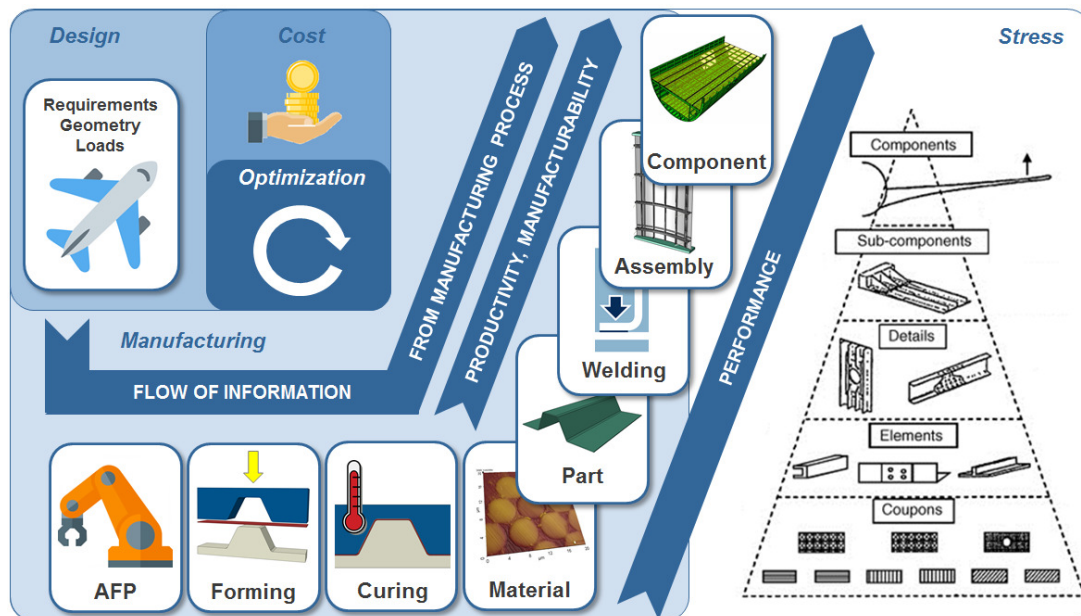 Design
Requirements
Geometry
Loads
Cost
Optimization
Manufacturing
FLOW OF INFORMATION
FROM MANUFACTURING PROCESS
PRODUCTIVITY, MANUFACTURABILITY
AFP
Forming
Curing
Material
Part
Welding
Assembly
Component
PERFORMANCE
Stress
Components
Sub-components
Details
Elements
Coupons